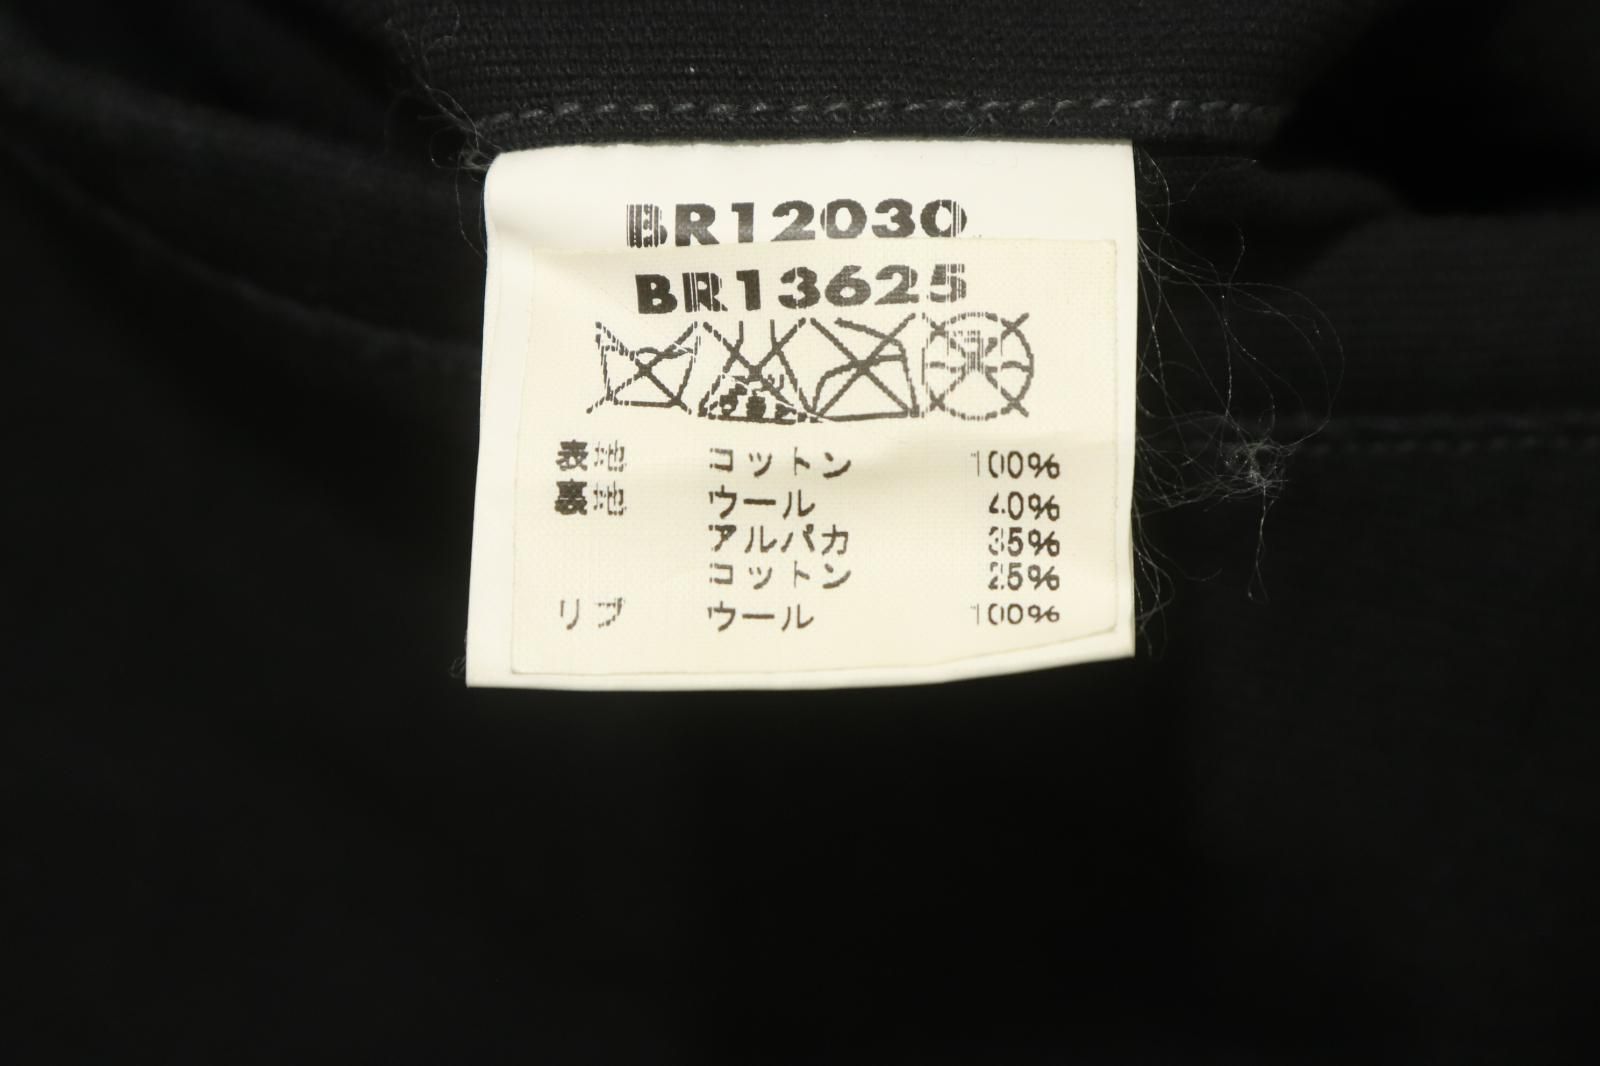 BR12030
BR13625
表地 コットン 100%
裏地 ウール 40%
アルパカ 35%
コットン 25%
リブ ウール 100%